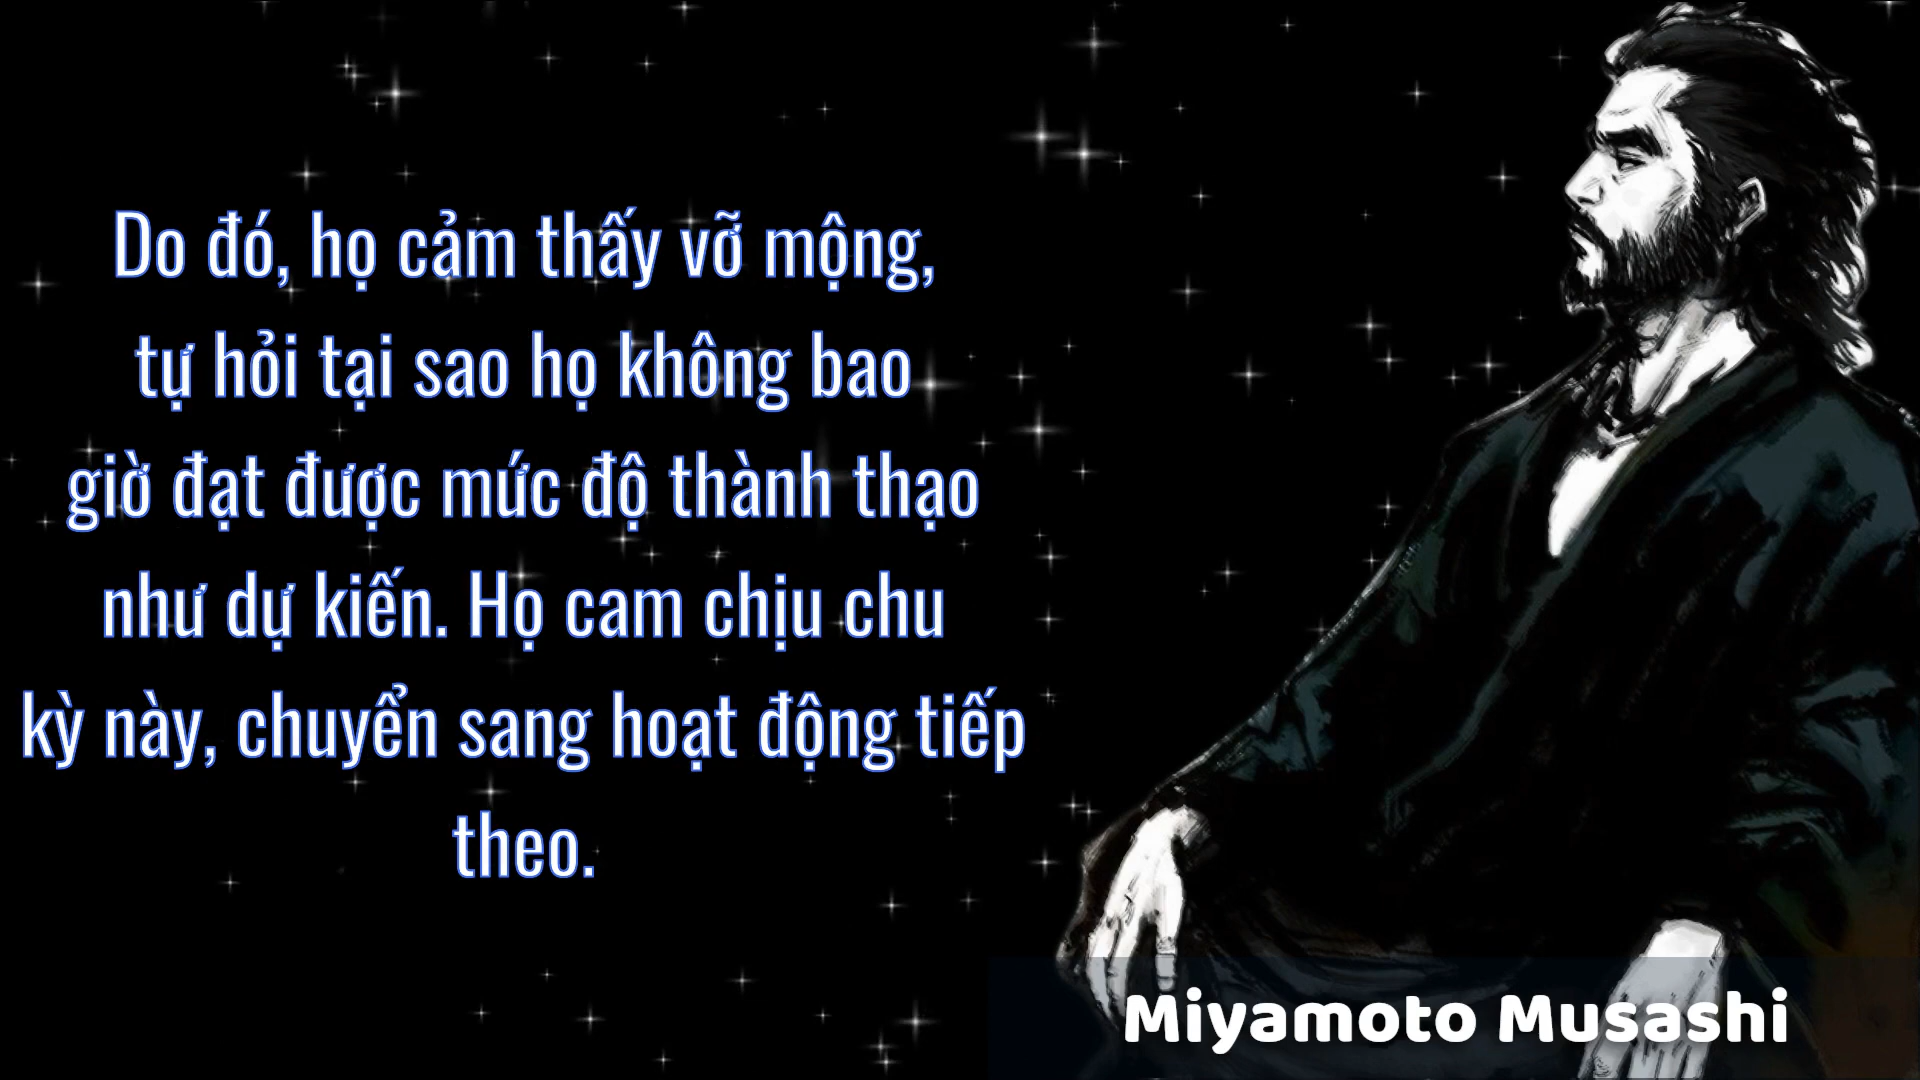 Do đó, họ cảm thấy vỡ mộng,
tự hỏi tại sao họ không bao
giờ đạt được mức độ thành thạo
như dự kiến. Họ cam chịu chu
kỳ này, chuyển sang hoạt động tiếp
theo.
Miyamoto Musashi